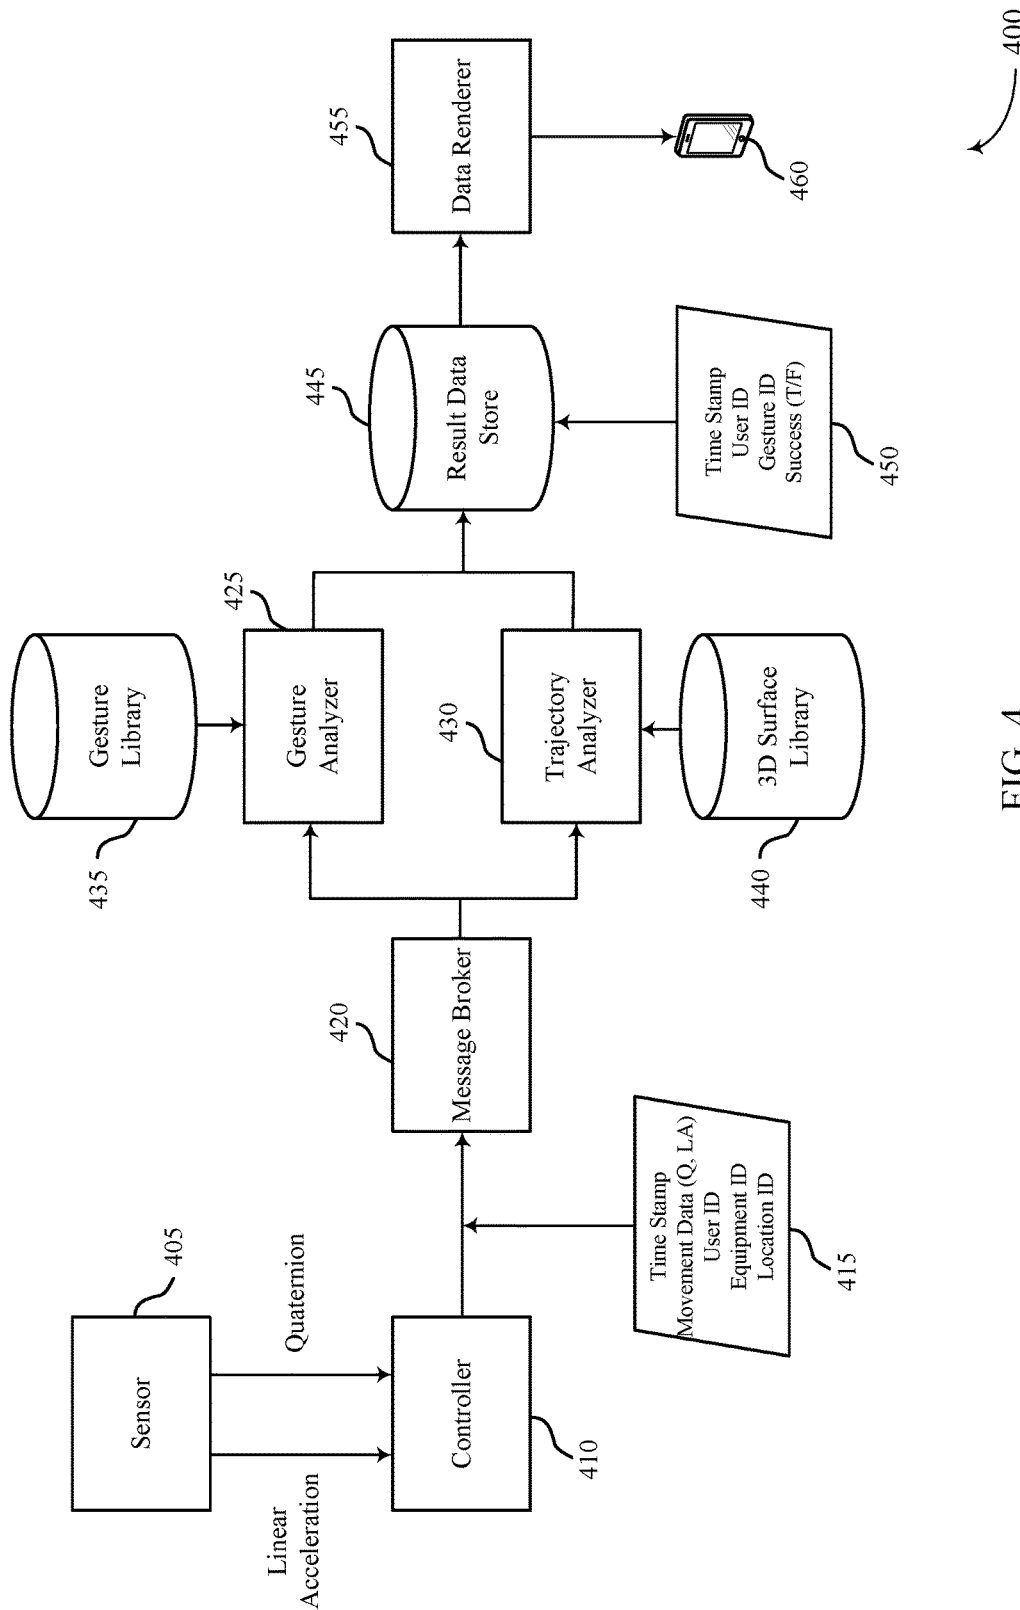 400
Sensor
405
Linear
Acceleration
Quaternion
Controller
410
Time Stamp
Movement Data (Q, LA)
User ID
Equipment ID
Location ID
415
Message Broker
420
Gesture
Library
435
Gesture
Analyzer
425
Trajectory
Analyzer
430
3D Surface
Library
440
Result Data
Store
445
Time Stamp
User ID
Gesture ID
Success (T/F)
450
Data Renderer
455
460
FIG. 4